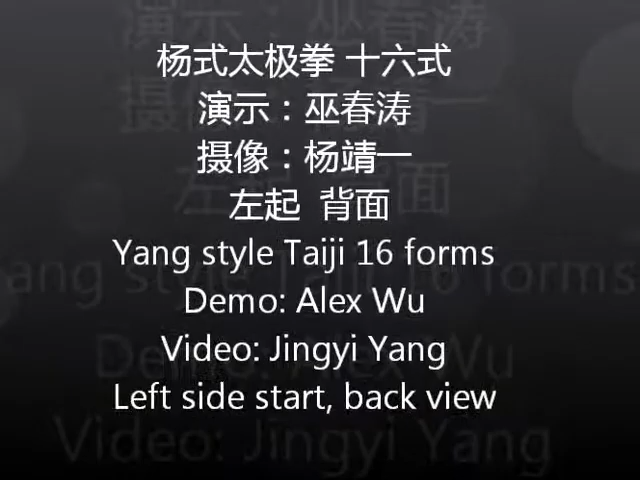 杨式太极拳 十六式
演示：巫春涛
摄像：杨靖一
左起 背面
Yang style Taiji 16 forms
Demo: Alex Wu
Video: Jingyi Yang
Left side start, back view